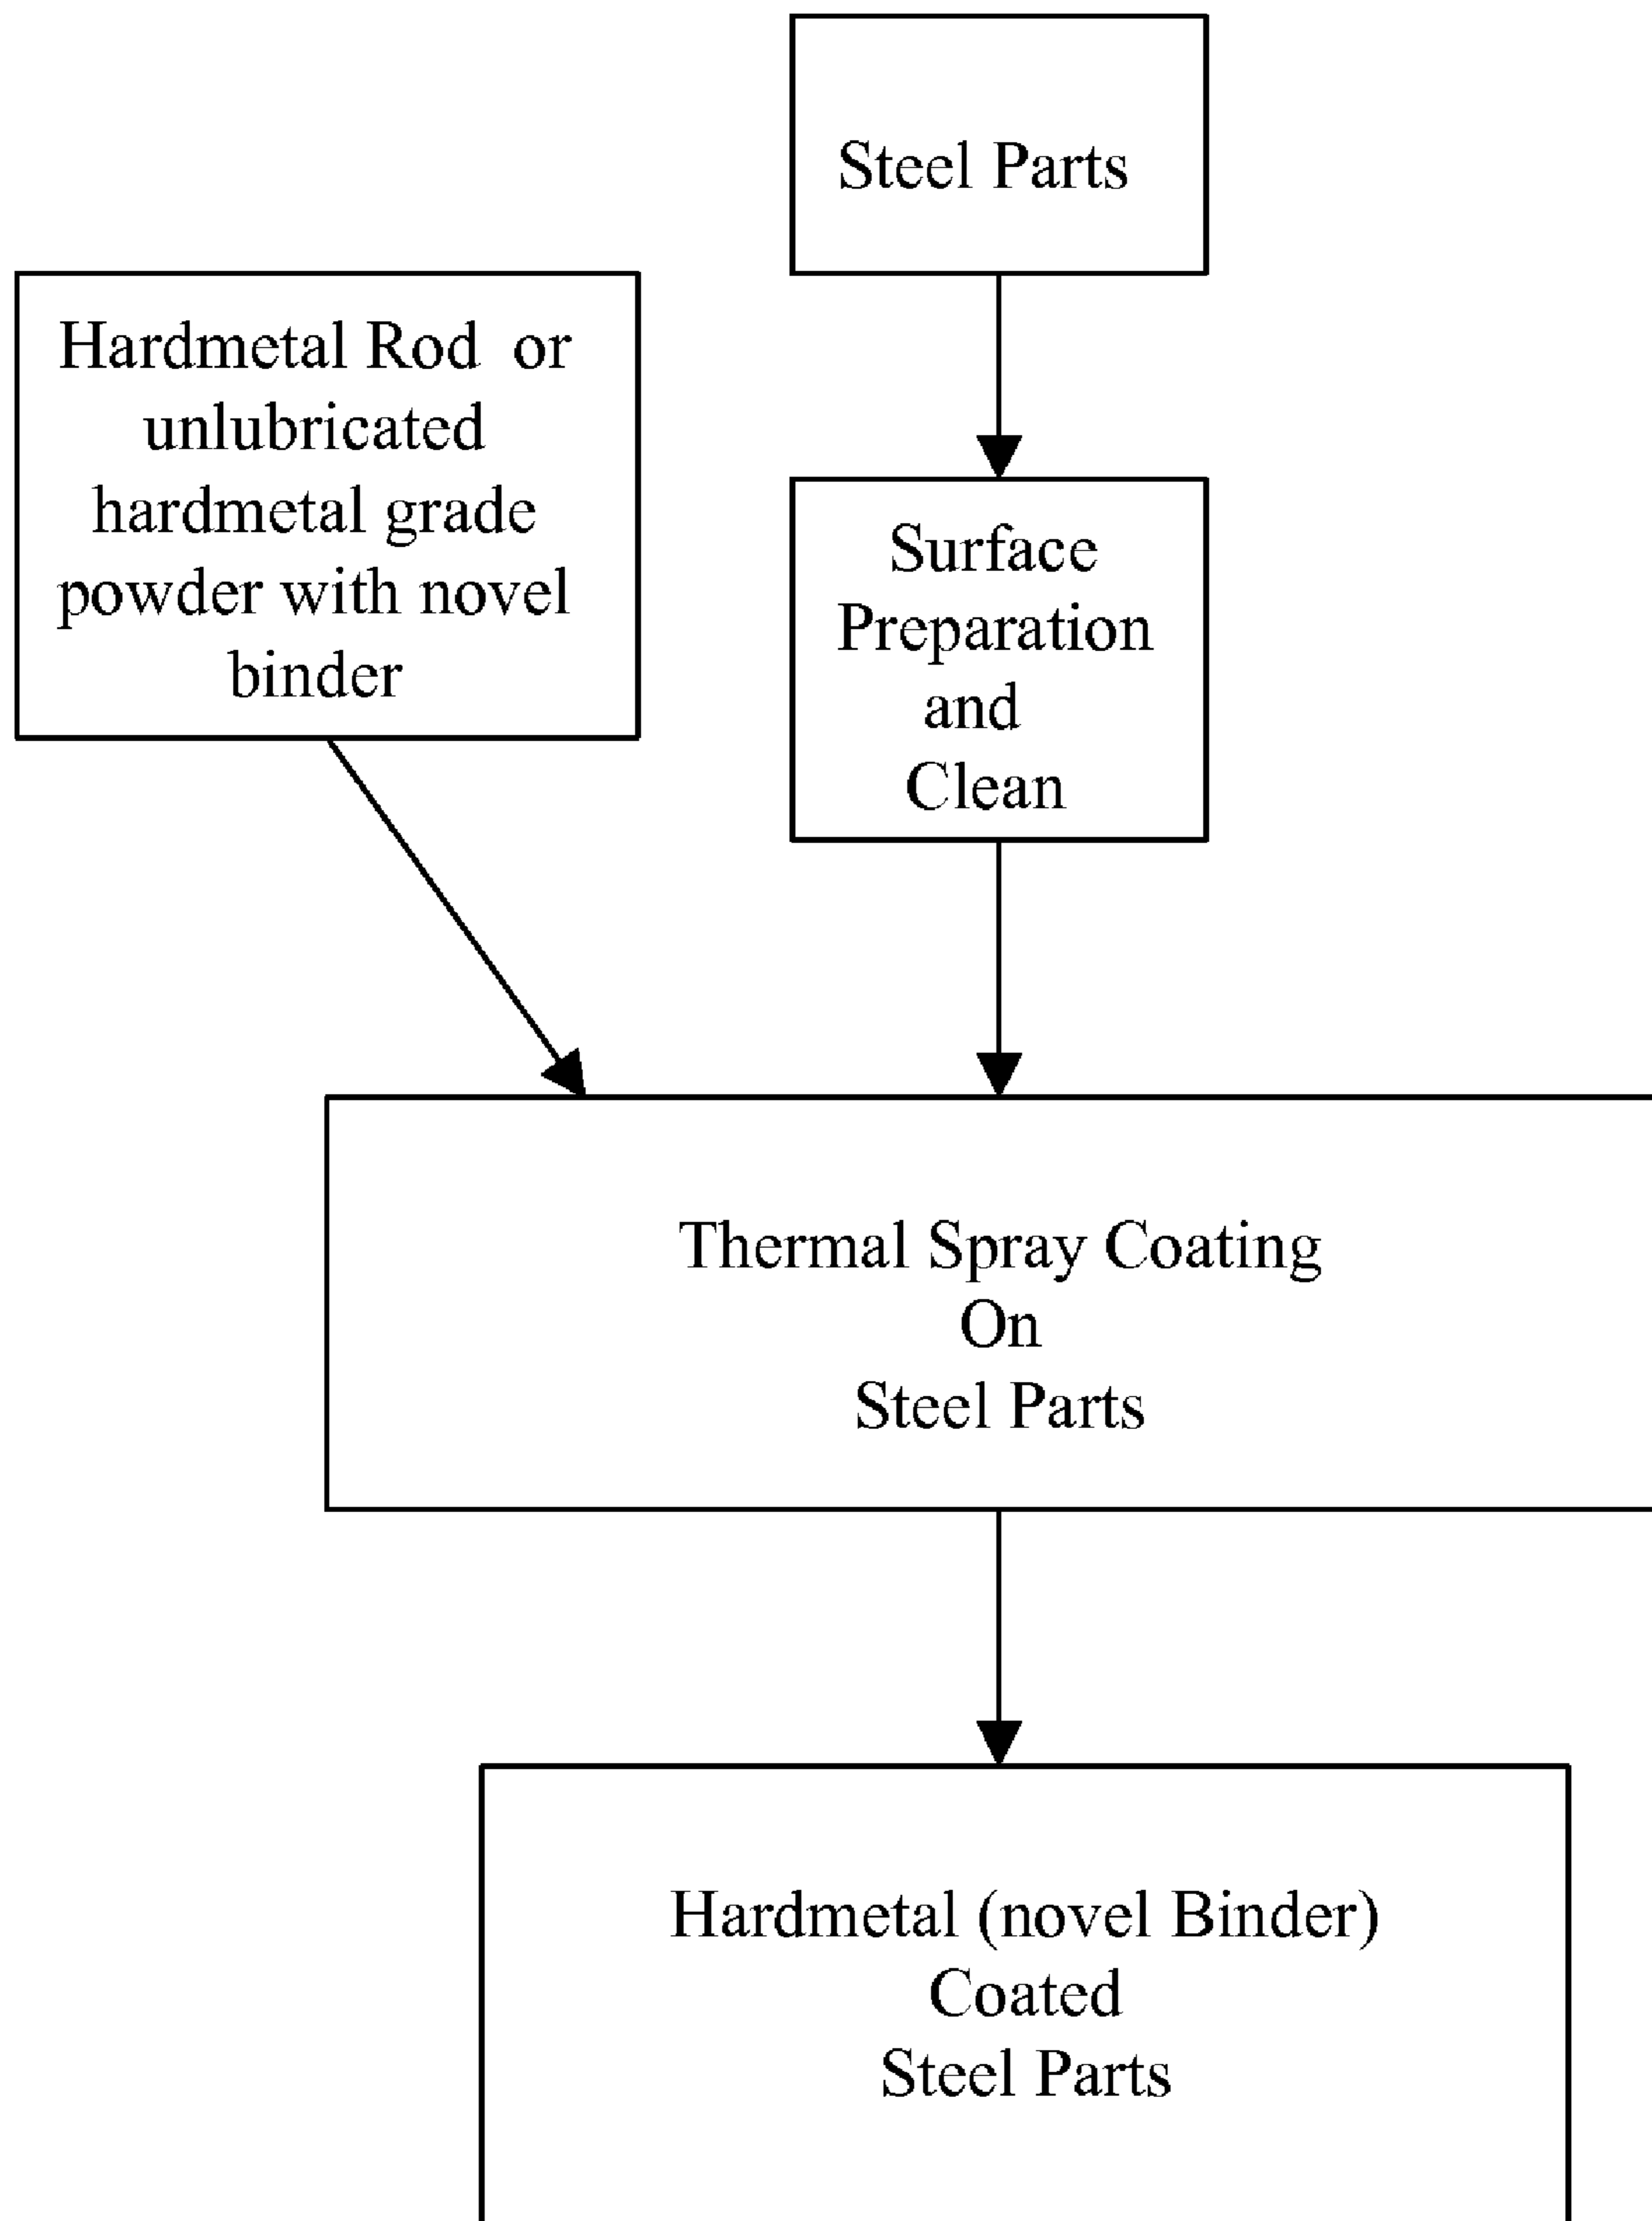 Steel Parts
Hardmetal Rod or
unlubricated
hardmetal grade
powder with novel
binder
Surface
Preparation
and
Clean
Thermal Spray Coating
On
Steel Parts
Hardmetal (novel Binder)
Coated
Steel Parts